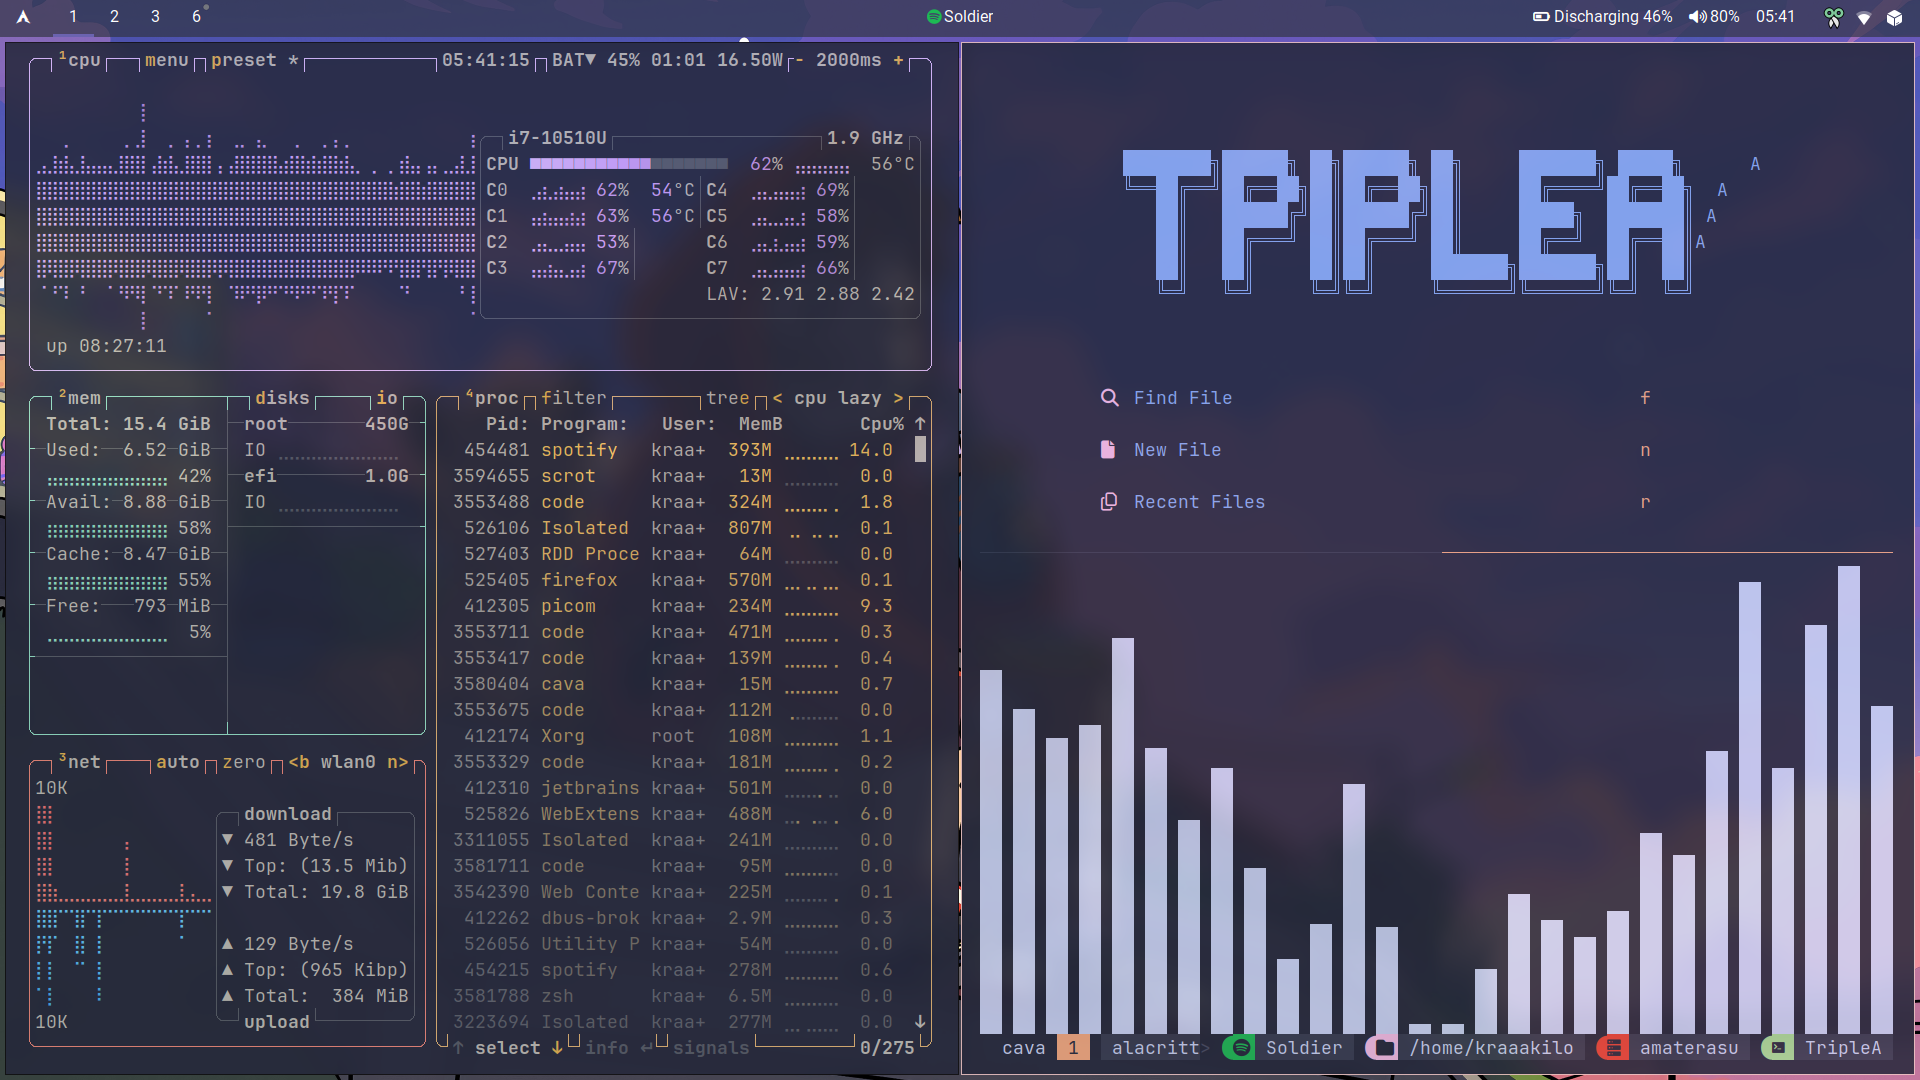 1 2 3 6 Soldier Discharging 46% 80% 05:41
1cpu menu preset * 05:41:15 BAT▼ 45% 01:01 16.50W - 2000ms +
i7-10510U 1.9 GHz
CPU 62% 56°C
C0 62% 54°C C4 69%
C1 63% 56°C C5 58%
C2 53% C6 59%
C3 67% C7 66%
LAV: 2.91 2.88 2.42
up 08:27:11
2mem disks io
Total: 15.4 GiB root 450G
Used: 6.52 GiB IO
42% efi 1.0G
Avail: 8.88 GiB IO
58%
Cache: 8.47 GiB
55%
Free: 793 MiB
5%
3net auto zero <b wlan0 n>
10K
download
▼ 481 Byte/s
▼ Top: (13.5 Mib)
▼ Total: 19.8 GiB
▲ 129 Byte/s
▲ Top: (965 Kibp)
▲ Total: 384 MiB
10K upload
4proc filter tree < cpu lazy >
Pid: Program: User: MemB Cpu% ↑
454481 spotify kraa+ 393M 14.0
3594655 scrot kraa+ 13M 0.0
3553488 code kraa+ 324M 1.8
526106 Isolated kraa+ 807M 0.1
527403 RDD Proce kraa+ 64M 0.0
525405 firefox kraa+ 570M 0.1
412305 picom kraa+ 234M 9.3
3553711 code kraa+ 471M 0.3
3553417 code kraa+ 139M 0.4
3580404 cava kraa+ 15M 0.7
3553675 code kraa+ 112M 0.0
412174 Xorg root 108M 1.1
3553329 code kraa+ 181M 0.2
412310 jetbrains kraa+ 501M 0.0
525826 WebExtens kraa+ 488M 6.0
3311055 Isolated kraa+ 241M 0.0
3581711 code kraa+ 95M 0.0
3542390 Web Conte kraa+ 225M 0.1
412262 dbus-brok kraa+ 2.9M 0.3
526056 Utility P kraa+ 54M 0.0
454215 spotify kraa+ 278M 0.6
3581788 zsh kraa+ 6.5M 0.0
3223694 Isolated kraa+ 277M 0.0 ↓
↑ select ↓ info ↵ signals 0/275
TRIPLEA
A
A
A
A
Find File f
New File n
Recent Files r
cava 1 alacritt> Soldier /home/kraaakilo amaterasu TripleA